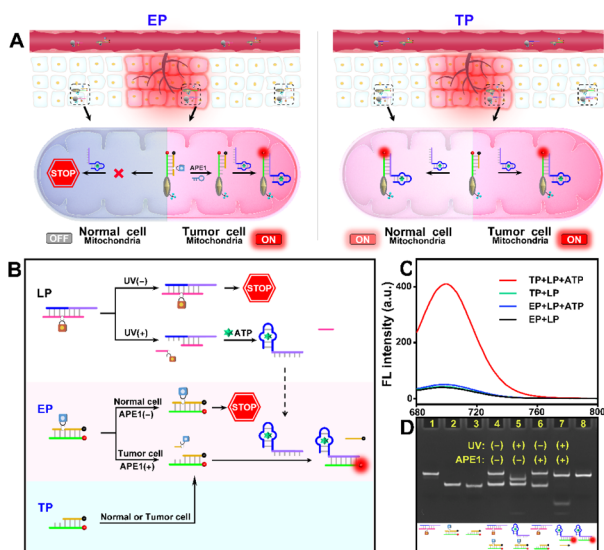 EP
TP
A
STOP
APE1
Normal cell
Mitochondria
Tumor cell
Mitochondria
OFF
ON
Normal cell
Mitochondria
Tumor cell
Mitochondria
ON
ON
B
LP
UV(−)
STOP
UV(+)
ATP
EP
Normal cell
APE1(−)
STOP
Tumor cell
APE1(+)
TP
Normal or Tumor cell
C
FL intensity (a.u.)
400
200
0
680
720
760
800
TP+LP+ATP
TP+LP
EP+LP+ATP
EP+LP
D
1 2 3 4 5 6 7 8
UV: (−) (+) (−) (+)
APE1: (−) (−) (+) (+)